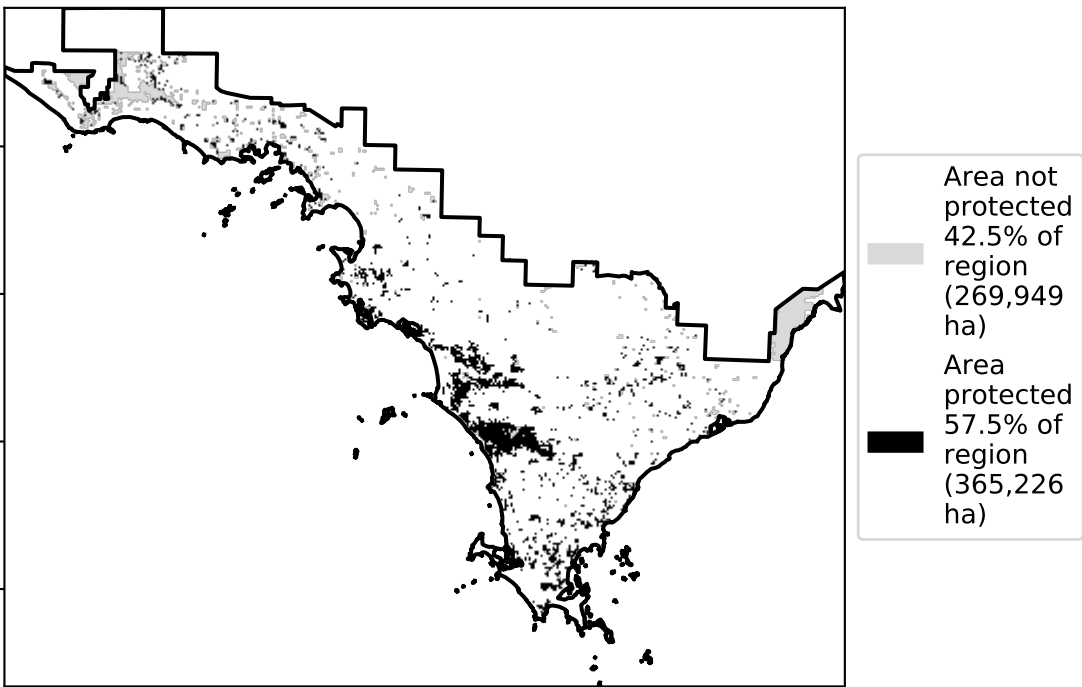 Area not
protected
42.5% of
region
(269,949
ha)
Area
protected
57.5% of
region
(365,226
ha)